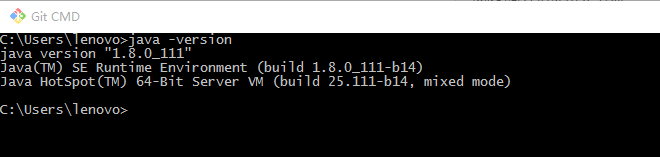 Git CMD
C:\Users\lenovo>java -version
java version "1.8.0_111"
Java(TM) SE Runtime Environment (build 1.8.0_111-b14)
Java HotSpot(TM) 64-Bit Server VM (build 25.111-b14, mixed mode)
C:\Users\lenovo>